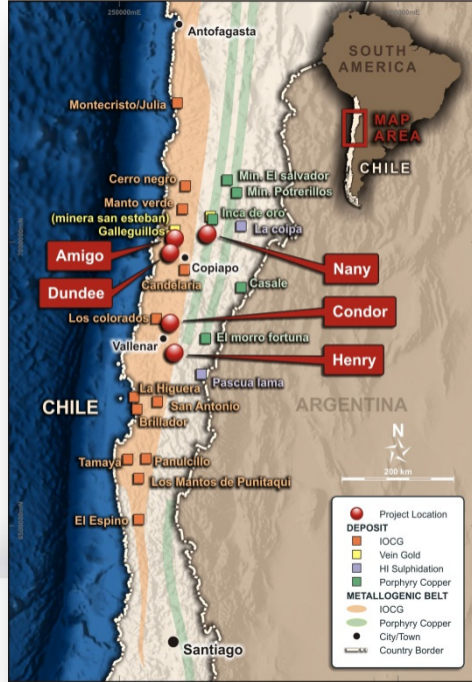 250000mE
Antofagasta
SOUTH
AMERICA
MAP
AREA
CHILE
Montecristo/Julia
Cerro negro
Min. El salvador
Min. Potrerillos
Manto verde
(minera san esteban)
Galleguillos
Inca de oro
La coipa
Amigo
Nany
Dundee
Copiapo
Candelaria
Casale
Condor
Los colorados
Vallenar
El morro fortuna
Henry
Pascua lama
La Higuera
CHILE
San Antonio
ARGENTINA
Brillador
N
Tamaya
Panulcillo
200 km
Los Mantos de Punitaqui
El Espino
Project Location
DEPOSIT
IOCG
Vein Gold
HI Sulphidation
Porphyry Copper
METALLOGENIC BELT
IOCG
Porphyry Copper
City/Town
Country Border
Santiago